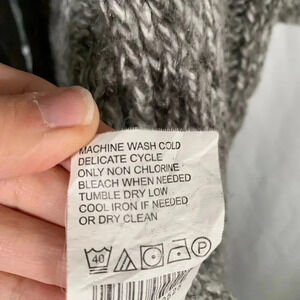 MACHINE WASH COLD
DELICATE CYCLE
ONLY NON CHLORINE
BLEACH WHEN NEEDED
TUMBLE DRY LOW
COOL IRON IF NEEDED
OR DRY CLEAN
40
P